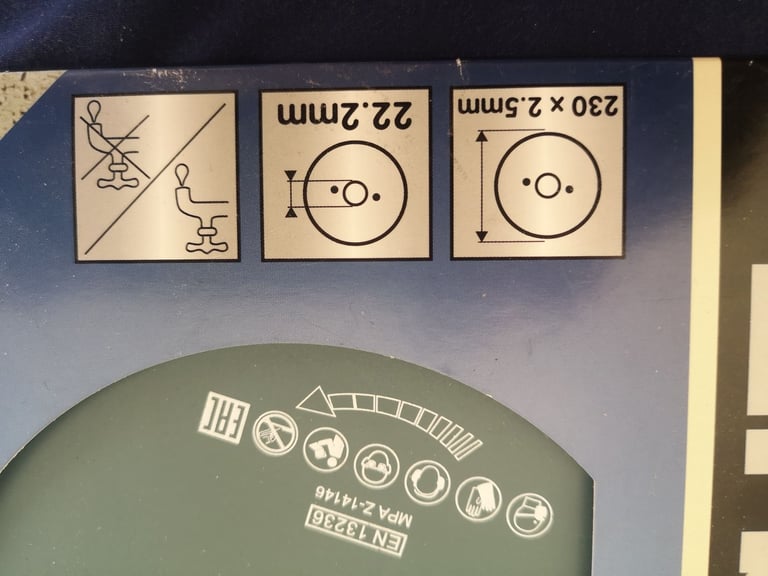 230 x 2.5mm
22.2mm
EN 13236
MPA Z-14146
EAC